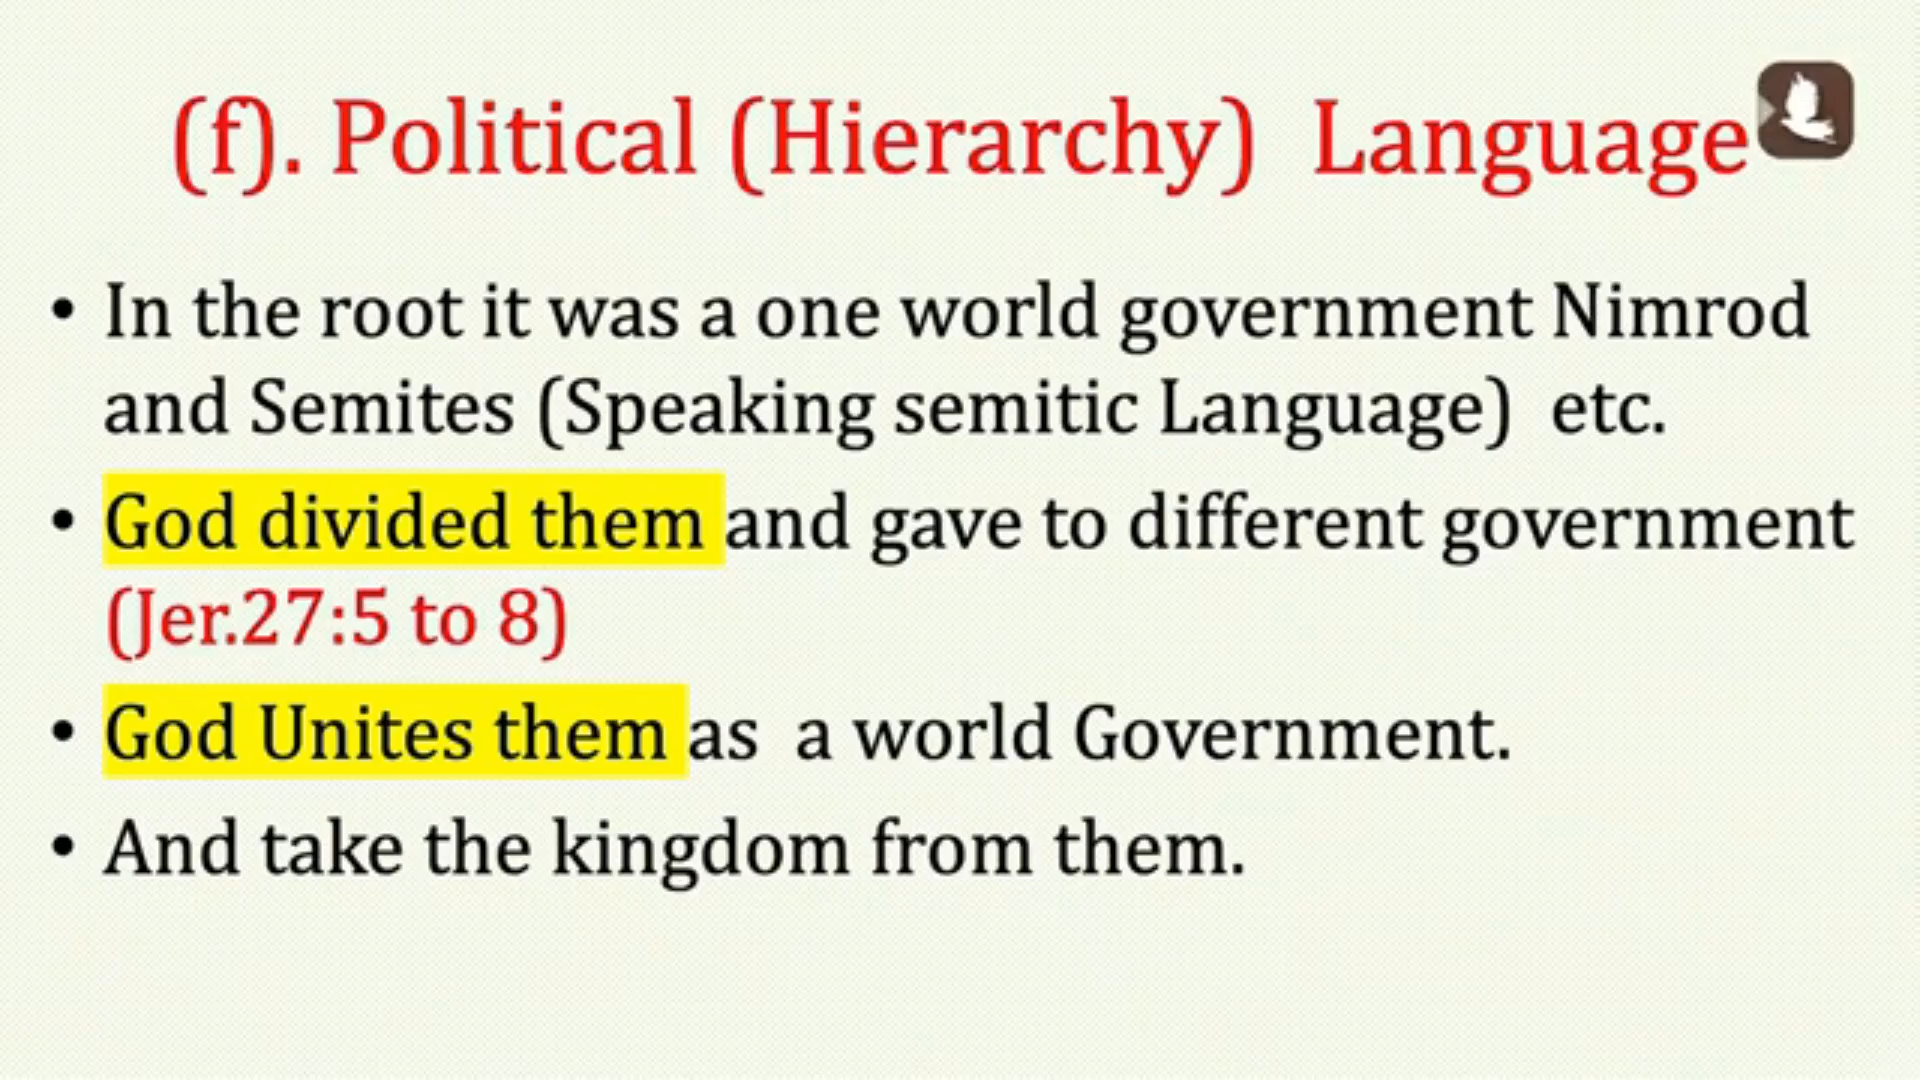 (f). Political (Hierarchy) Language
• In the root it was a one world government Nimrod
and Semites (Speaking semitic Language) etc.
• God divided them and gave to different government
(Jer.27:5 to 8)
• God Unites them as a world Government.
• And take the kingdom from them.